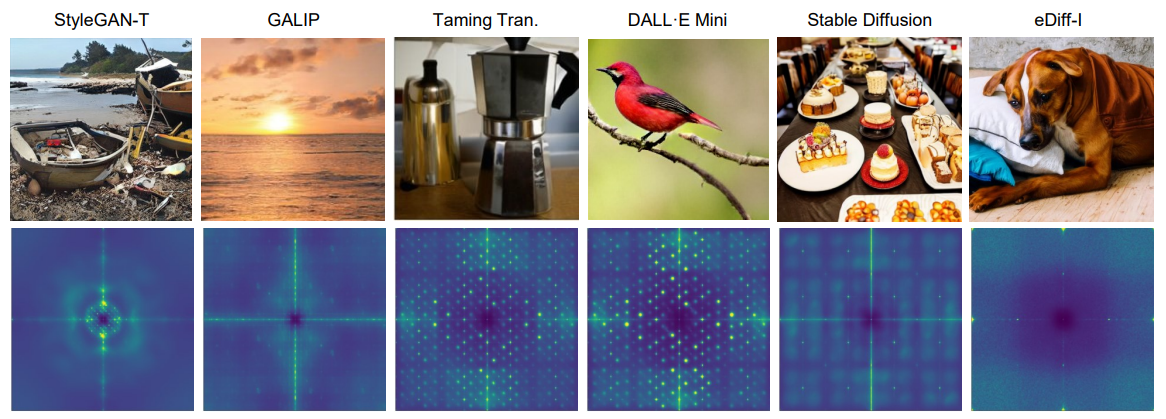 StyleGAN-T GALIP Taming Tran. DALL·E Mini Stable Diffusion eDiff-I